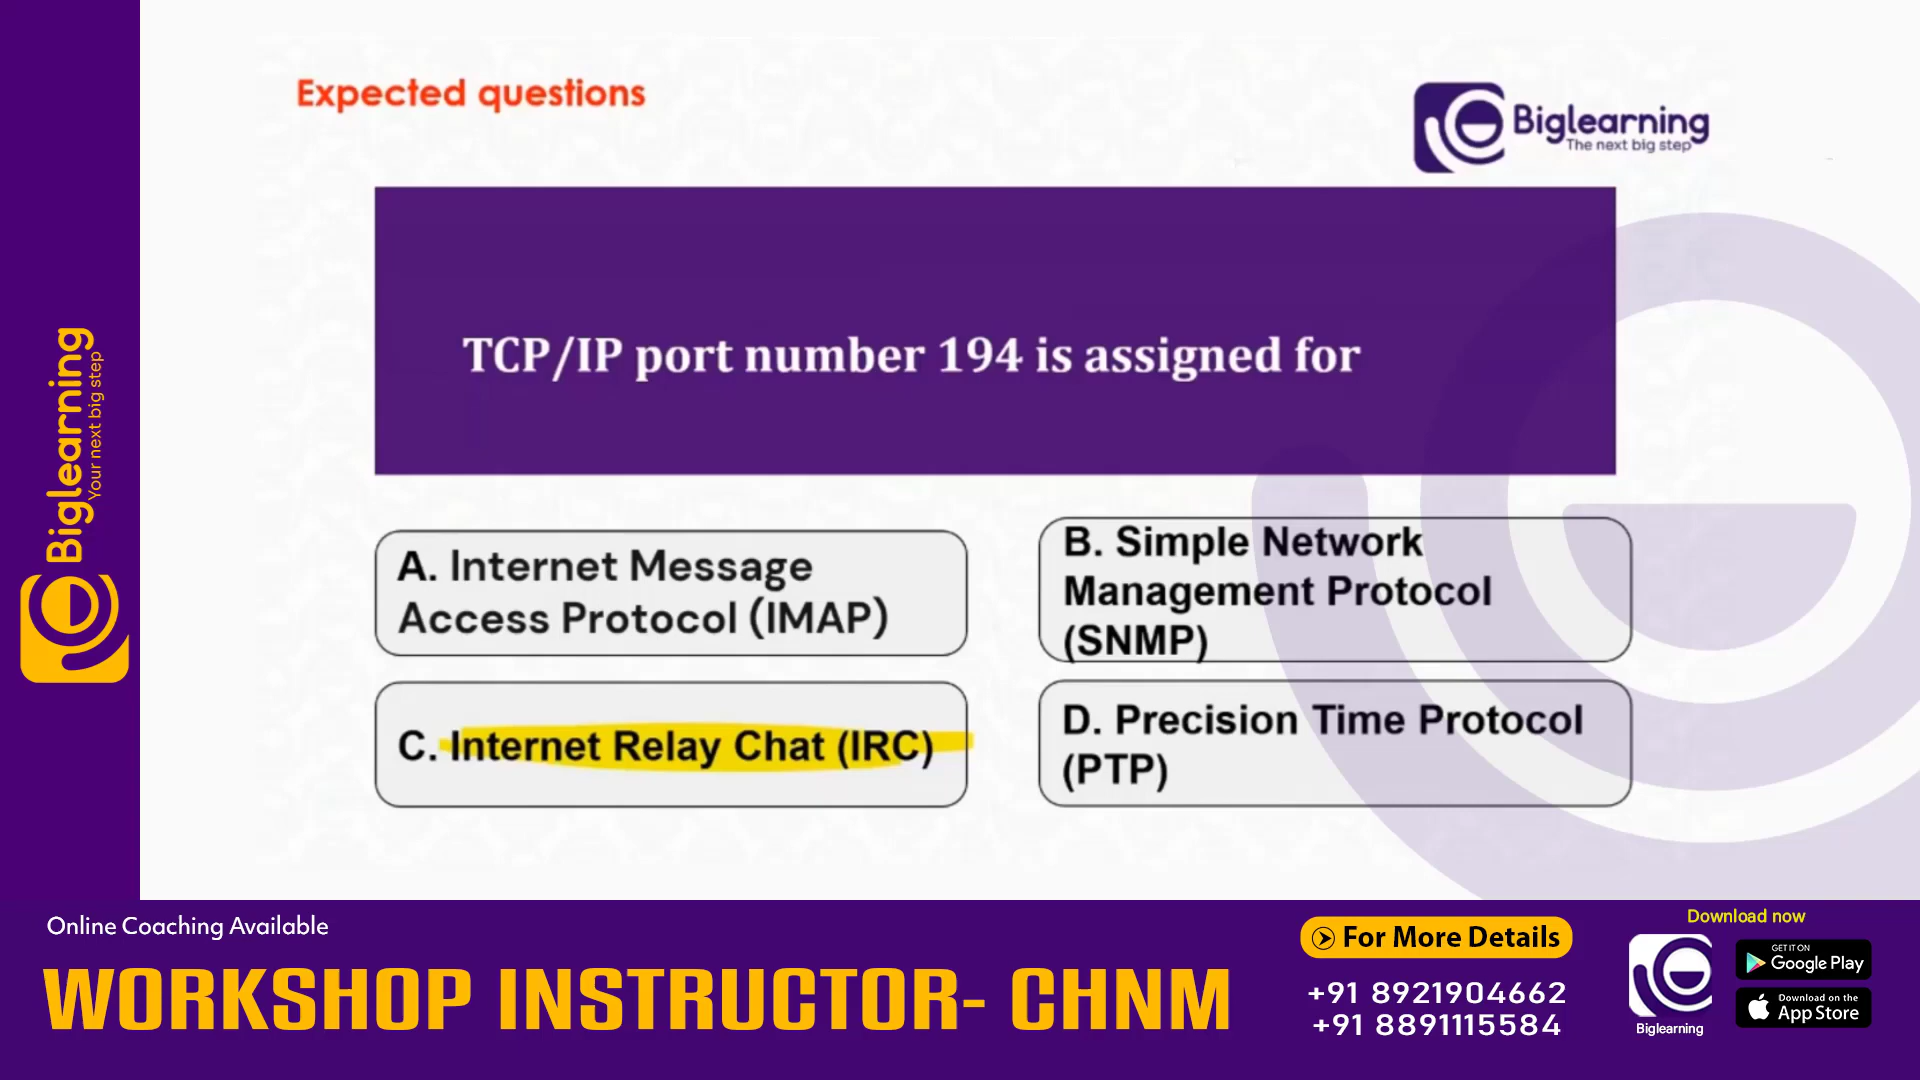 Expected questions
Biglearning
The next big step
TCP/IP port number 194 is assigned for
A. Internet Message
Access Protocol (IMAP)
B. Simple Network
Management Protocol
(SNMP)
C. Internet Relay Chat (IRC)
D. Precision Time Protocol
(PTP)
Biglearning
Your next big step
Online Coaching Available
WORKSHOP INSTRUCTOR- CHNM
For More Details
+91 8921904662
+91 8891115584
Download now
Biglearning
GET IT ON
Google Play
Download on the
App Store